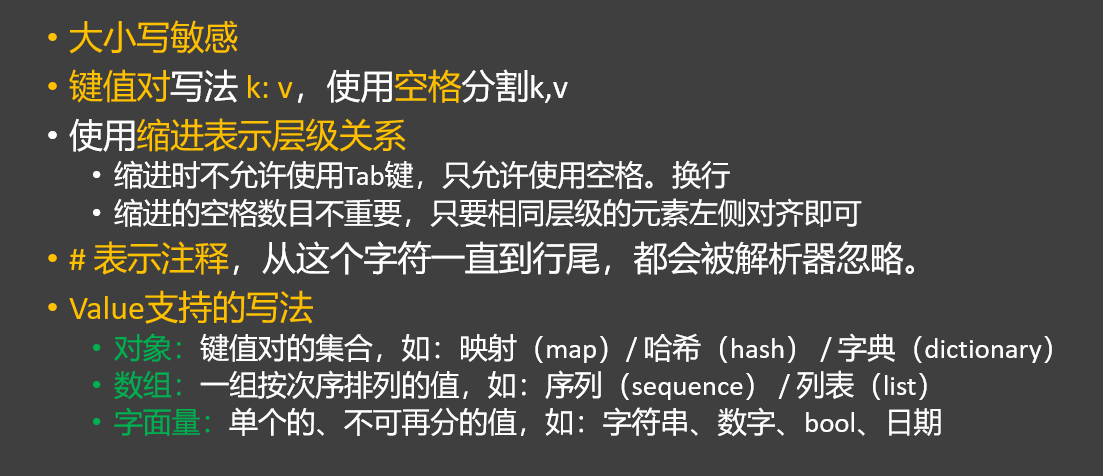 • 大小写敏感
• 键值对写法 k: v，使用空格分割k,v
• 使用缩进表示层级关系
• 缩进时不允许使用Tab键，只允许使用空格。换行
• 缩进的空格数目不重要，只要相同层级的元素左侧对齐即可
• # 表示注释，从这个字符一直到行尾，都会被解析器忽略。
• Value支持的写法
• 对象：键值对的集合，如：映射（map）/ 哈希（hash） / 字典（dictionary）
• 数组：一组按次序排列的值，如：序列（sequence） / 列表（list）
• 字面量：单个的、不可再分的值，如：字符串、数字、bool、日期